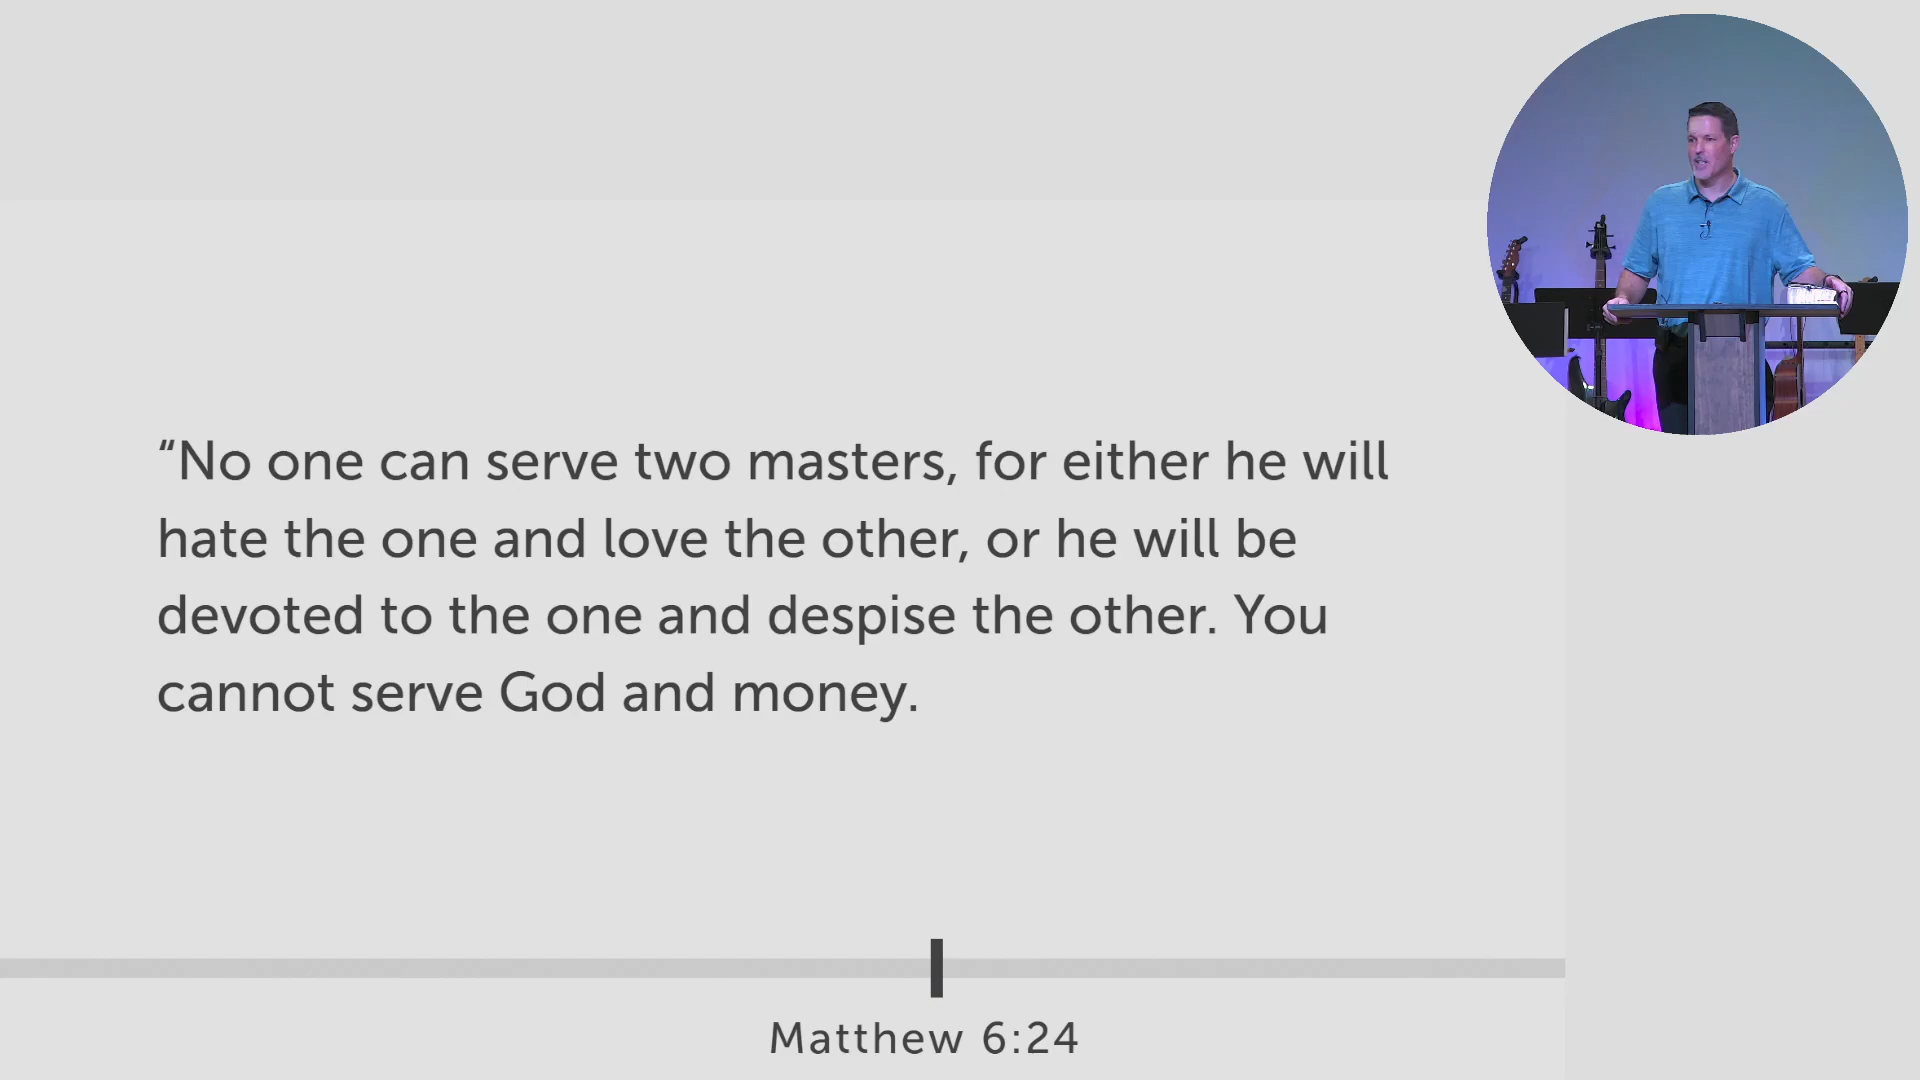 “No one can serve two masters, for either he will
hate the one and love the other, or he will be
devoted to the one and despise the other. You
cannot serve God and money.
Matthew 6:24